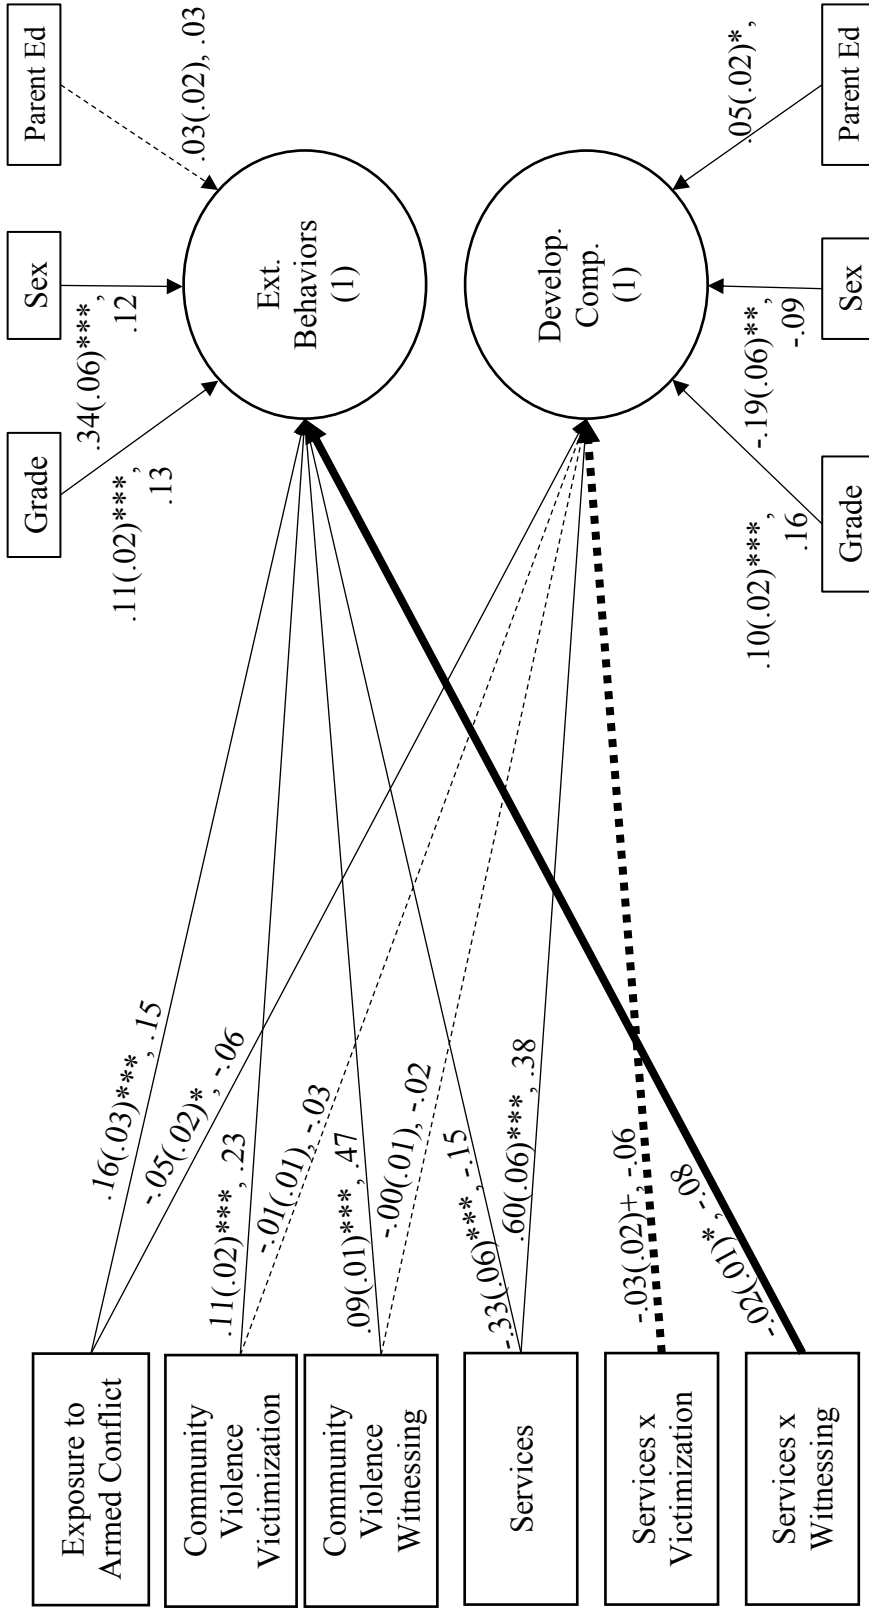 Exposure to
Armed Conflict
Community
Violence
Victimization
Community
Violence
Witnessing
Services
Services x
Victimization
Services x
Witnessing
.16(.03)***, .15
-.05(.02)*, -.06
.11(.02)***, .23
-.01(.01), -.03
.09(.01)***, .47
-.00(.01), -.02
-.33(.06)***, -.15
.60(.06)***, .38
-.03(.02)+, -.06
-.02(.01)*, -.08
Grade
Sex
Parent Ed
.11(.02)***,
.13
.34(.06)***,
.12
.03(.02), .03
Ext.
Behaviors
(1)
Develop.
Comp.
(1)
.10(.02)***,
.16
-.19(.06)**,
-.09
.05(.02)*,
Grade
Sex
Parent Ed